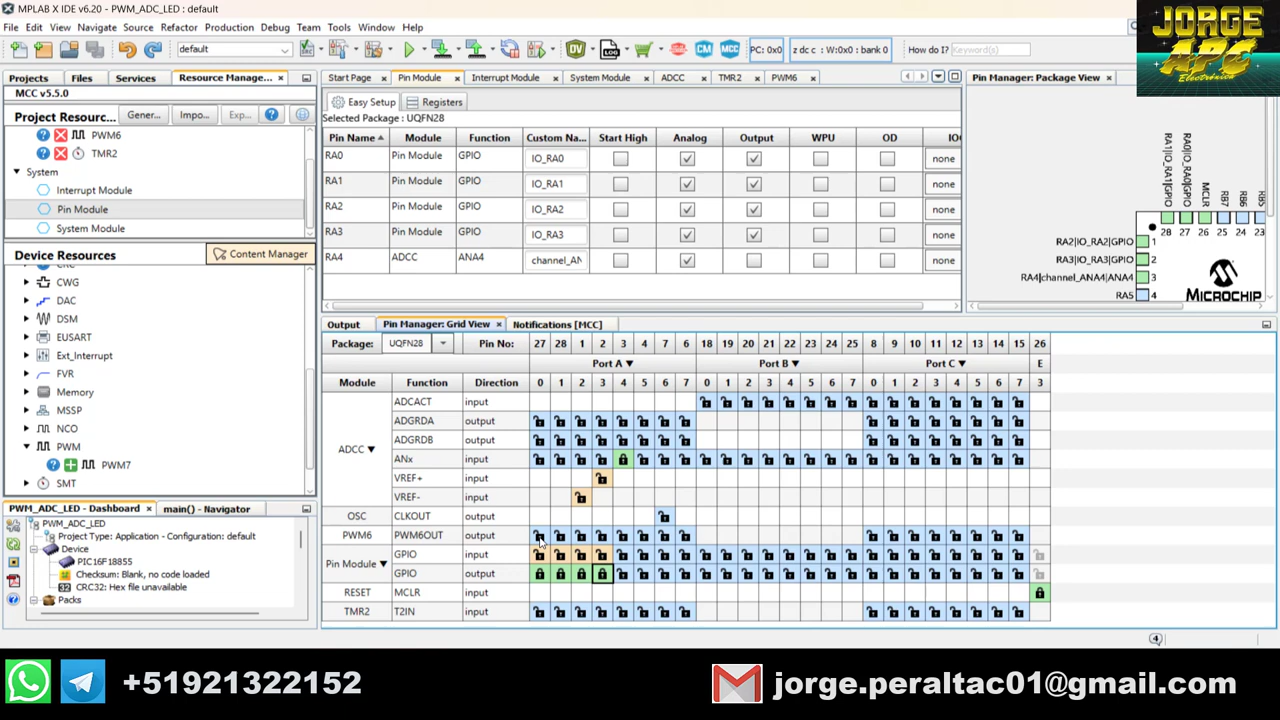 MPLAB X IDE v6.20 - PWM_ADC_LED : default
File Edit View Navigate Source Refactor Production Debug Team Tools Window Help
default
PC: 0x0 z dc c : W:0x0 : bank 0 How do I? Keyword(s)
JORGE
APC
Electrónica
Projects Files Services Resource Manage...
MCC v5.5.0
Project Resourc... Gener... Impo... Exp...
PWM6
TMR2
System
Interrupt Module
Pin Module
System Module
Device Resources Content Manager
CWG
DAC
DSM
EUSART
Ext_Interrupt
FVR
Memory
MSSP
NCO
PWM
PWM7
SMT
PWM_ADC_LED - Dashboard main() - Navigator
PWM_ADC_LED
Project Type: Application - Configuration: default
Device
PIC16F18855
Checksum: Blank, no code loaded
CRC32: Hex file unavailable
Packs
Start Page Pin Module Interrupt Module System Module ADCC TMR2 PWM6
Easy Setup Registers
Selected Package : UQFN28
Pin Name Module Function Custom Na... Start High Analog Output WPU OD IOC
RA0 Pin Module GPIO IO_RA0 none
RA1 Pin Module GPIO IO_RA1 none
RA2 Pin Module GPIO IO_RA2 none
RA3 Pin Module GPIO IO_RA3 none
RA4 ADCC ANA4 channel_AN none
Pin Manager: Package View
RA1|IO_RA1|GPIO
RA0|IO_RA0|GPIO
MCLR
RB7
RB6
RB5
28 27 26 25 24 23
RA2|IO_RA2|GPIO 1
RA3|IO_RA3|GPIO 2
RA4|channel_ANA4|ANA4 3
RA5 4
MICROCHIP
Output Pin Manager: Grid View Notifications [MCC]
Package: UQFN28 Pin No: 27 28 1 2 3 4 7 6 18 19 20 21 22 23 24 25 8 9 10 11 12 13 14 15 26
Port A Port B Port C E
Module Function Direction 0 1 2 3 4 5 6 7 0 1 2 3 4 5 6 7 0 1 2 3 4 5 6 7 3
ADCC
ADCACT input
ADGRDA output
ADGRDB output
ANx input
VREF+ input
VREF- input
OSC CLKOUT output
PWM6 PWM6OUT output
Pin Module
GPIO input
GPIO output
RESET MCLR input
TMR2 T2IN input
4
+51921322152
jorge.peraltac01@gmail.com